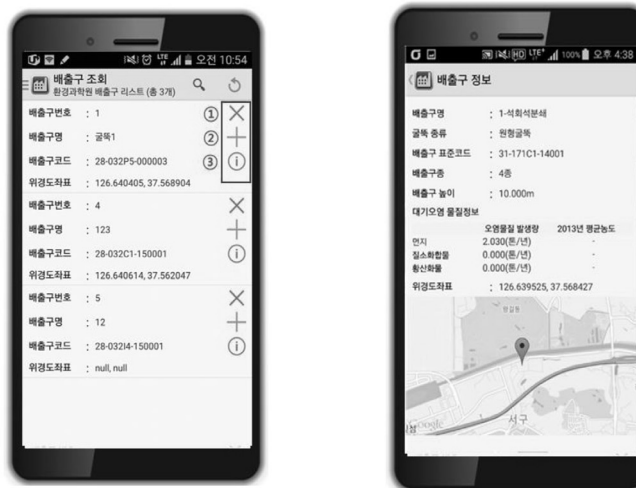 오전 10:54
배출구 조회
환경과학원 배출구 리스트 (총 3개)
배출구번호 : 1 ①
배출구명 : 굴뚝1 ②
배출구코드 : 28-032P5-000003 ③
위경도좌표 : 126.640405, 37.568904
배출구번호 : 4
배출구명 : 123
배출구코드 : 28-032C1-150001
위경도좌표 : 126.640614, 37.562047
배출구번호 : 5
배출구명 : 12
배출구코드 : 28-032I4-150001
위경도좌표 : null, null
HD LTE 100% 오후 4:38
배출구 정보
배출구명 : 1-석회석분쇄
굴뚝 종류 : 원형굴뚝
배출구 표준코드 : 31-171C1-14001
배출구종 : 4종
배출구 높이 : 10.000m
대기오염 물질정보
오염물질 발생량 2013년 평균농도
먼지 2.030(톤/년) -
질소화합물 0.000(톤/년) -
황산화물 0.000(톤/년) -
위경도좌표 : 126.639525, 37.568427
서구
Google